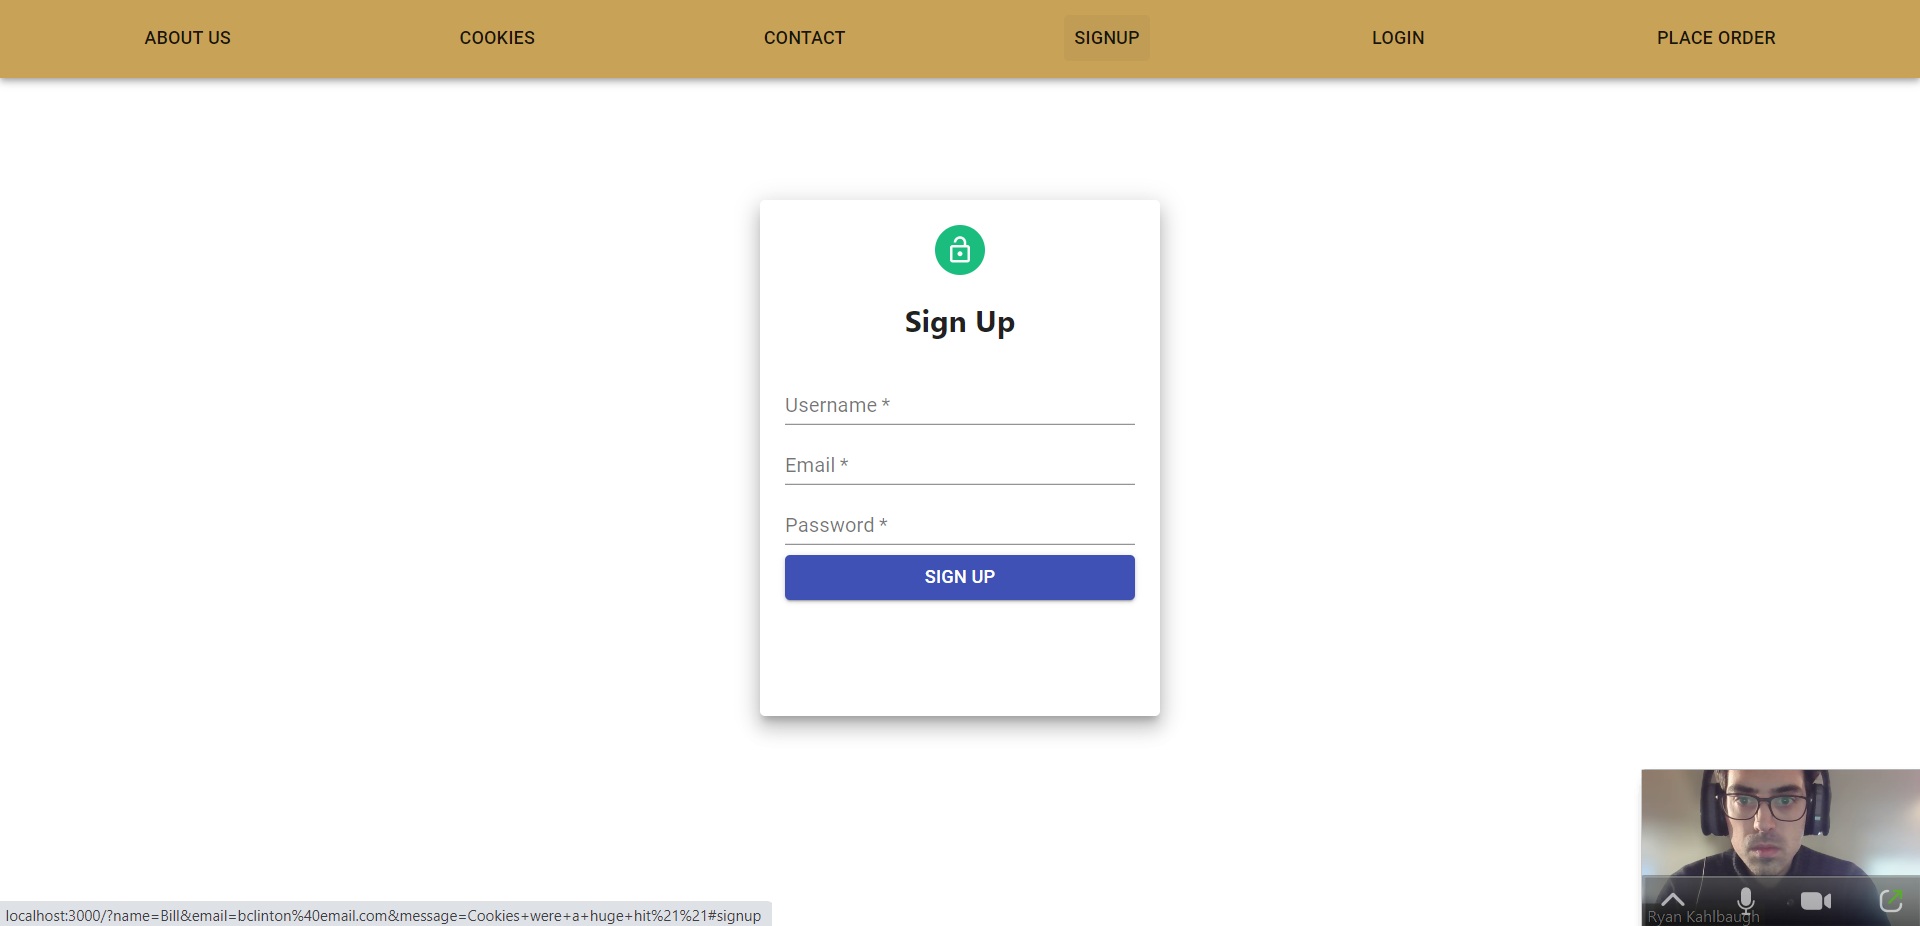 ABOUT US COOKIES CONTACT SIGNUP LOGIN PLACE ORDER
Sign Up
Username *
Email *
Password *
SIGN UP
Ryan Kahlbaugh
localhost:3000/?name=Bill&email=bclinton%40email.com&message=Cookies+were+a+huge+hit%21%21#signup